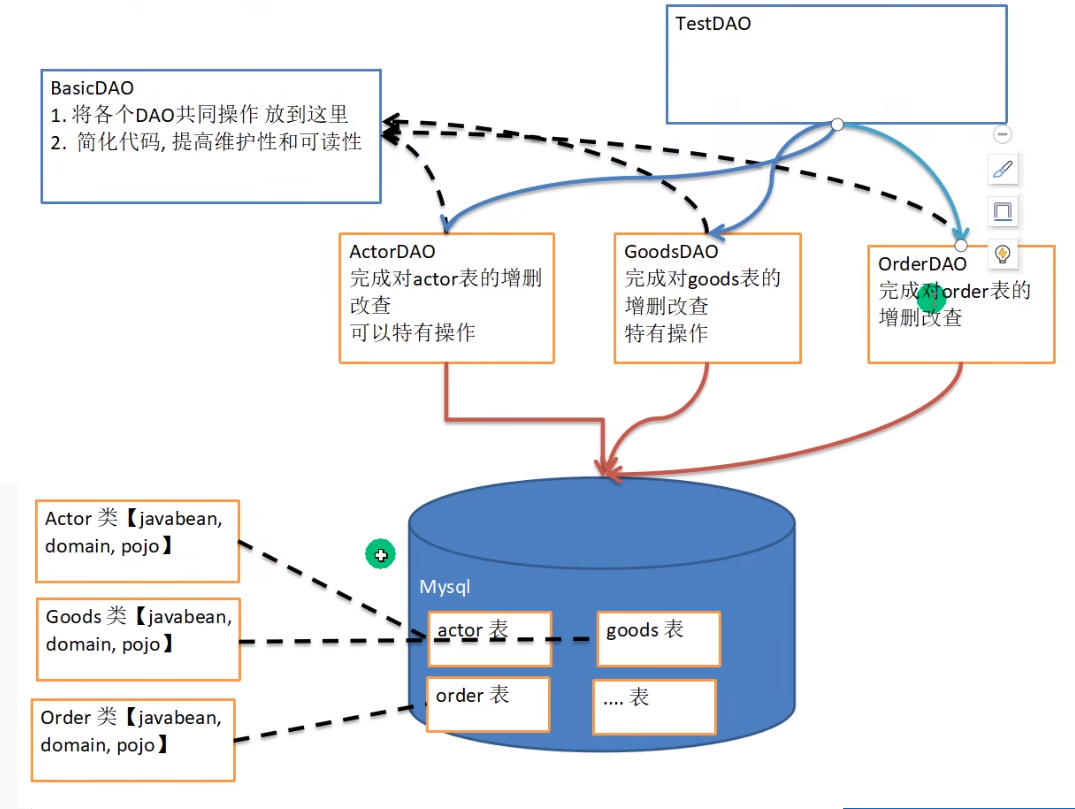 TestDAO
BasicDAO
1. 将各个DAO共同操作 放到这里
2. 简化代码, 提高维护性和可读性
ActorDAO
完成对actor表的增删
改查
可以特有操作
GoodsDAO
完成对goods表的
增删改查
特有操作
OrderDAO
完成对order表的
增删改查
Actor 类【javabean,
domain, pojo】
Goods 类【javabean,
domain, pojo】
Order 类【javabean,
domain, pojo】
Mysql
actor 表
goods 表
order 表
.... 表